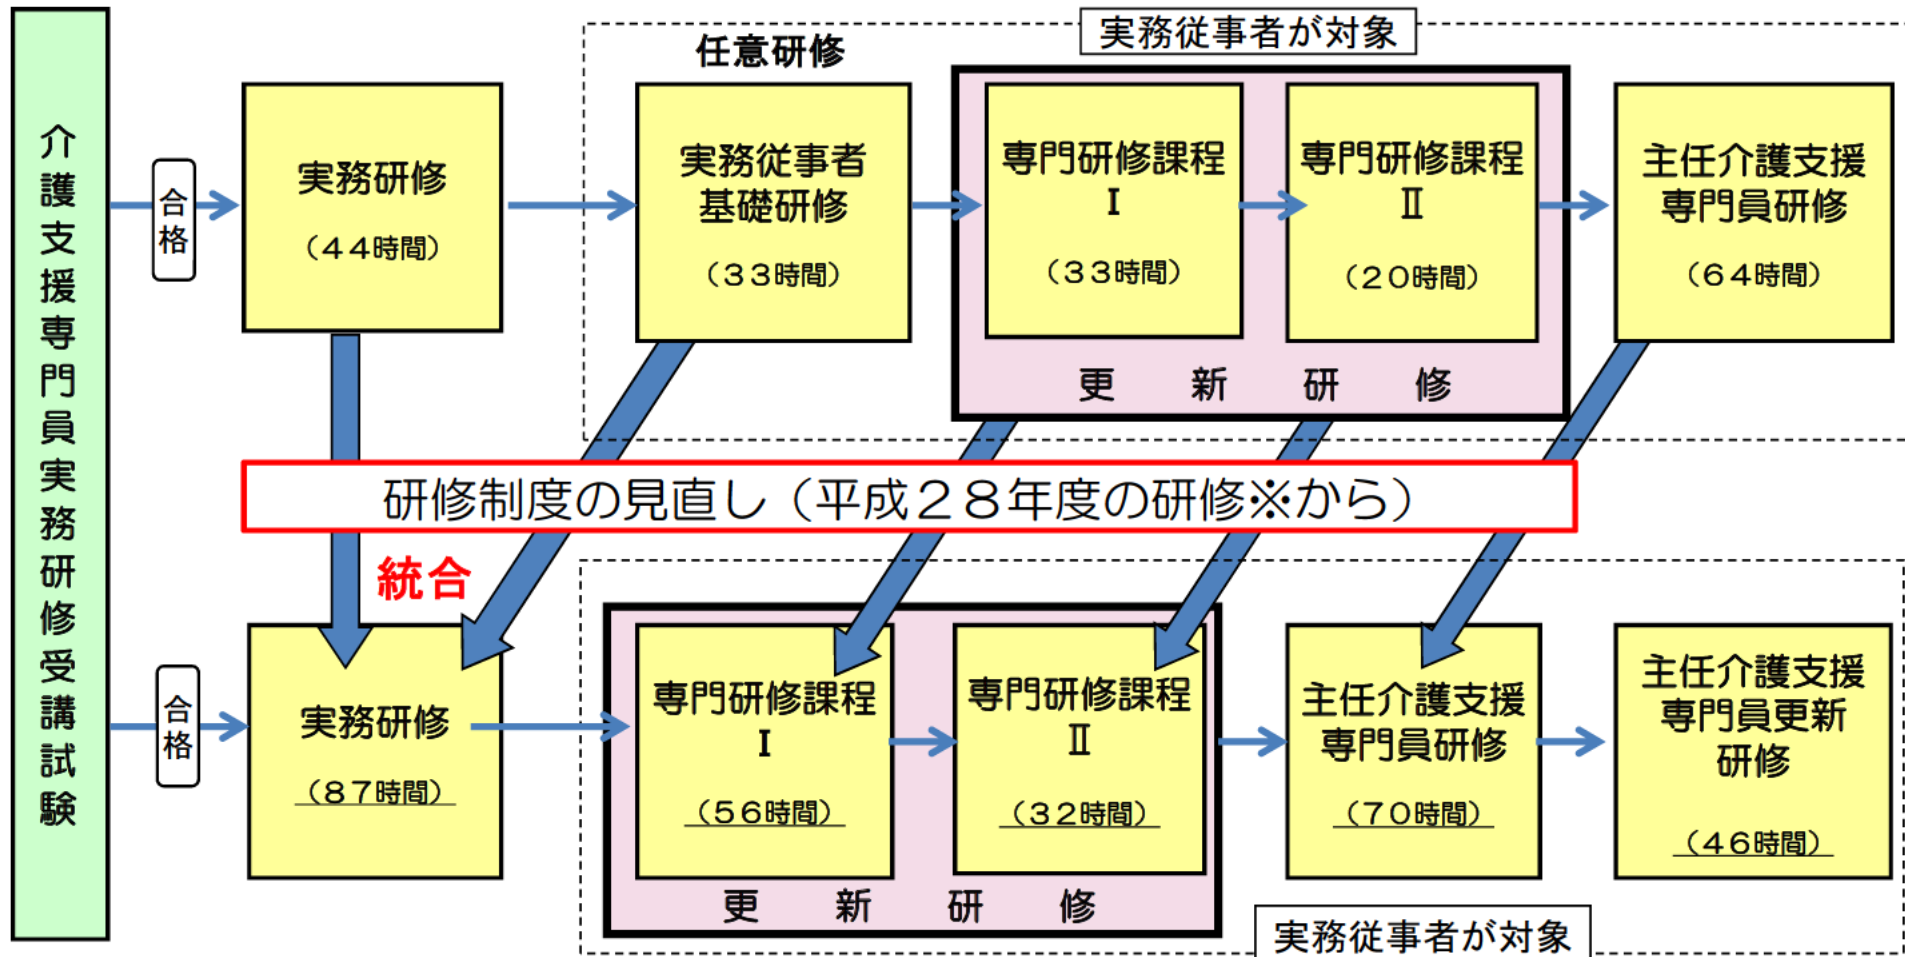 介護支援専門員実務研修受講試験
実務従事者が対象
任意研修
合格
実務研修
（４４時間）
実務従事者
基礎研修
（３３時間）
専門研修課程
Ⅰ
（３３時間）
専門研修課程
Ⅱ
（２０時間）
主任介護支援
専門員研修
（６４時間）
更新研修
研修制度の見直し（平成２８年度の研修※から）
統合
合格
実務研修
（８７時間）
専門研修課程
Ⅰ
（５６時間）
専門研修課程
Ⅱ
（３２時間）
主任介護支援
専門員研修
（７０時間）
主任介護支援
専門員更新
研修
（４６時間）
更新研修
実務従事者が対象